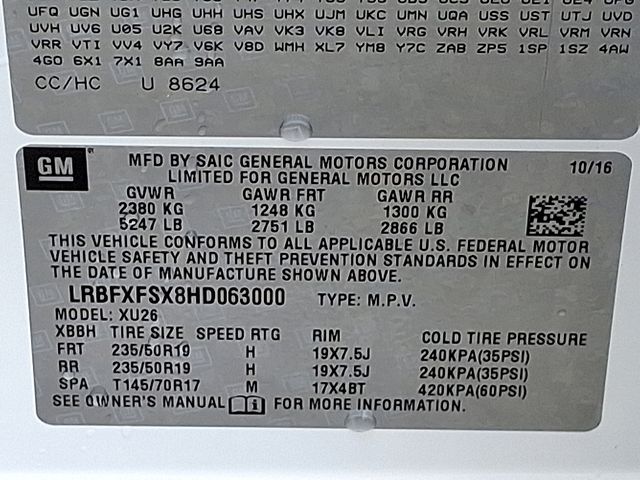 UFQ UGN UG1 UHG UHH UHS UHX UJM UKC UMN UQA USS UST UTJ UVD
UVH UV6 U05 U2K U68 VAV VK3 VK8 VLI VRG VRH VRK VRL VRM VRN
VRR VTI VV4 VY7 V6K V8D WMH XL7 YM8 Y7C ZAB ZP5 1SP 1SZ 4AW
4GO 6X1 7X1 8AA 9AA
CC/HC U 8624
GM MFD BY SAIC GENERAL MOTORS CORPORATION 10/16
LIMITED FOR GENERAL MOTORS LLC
GVWR GAWR FRT GAWR RR
2380 KG 1248 KG 1300 KG
5247 LB 2751 LB 2866 LB
THIS VEHICLE CONFORMS TO ALL APPLICABLE U.S. FEDERAL MOTOR
VEHICLE SAFETY AND THEFT PREVENTION STANDARDS IN EFFECT ON
THE DATE OF MANUFACTURE SHOWN ABOVE.
LRBFXFSX8HD063000 TYPE: M.P.V.
MODEL: XU26
XBBH TIRE SIZE SPEED RTG RIM COLD TIRE PRESSURE
FRT 235/50R19 H 19X7.5J 240KPA(35PSI)
RR 235/50R19 H 19X7.5J 240KPA(35PSI)
SPA T145/70R17 M 17X4BT 420KPA(60PSI)
SEE OWNER'S MANUAL FOR MORE INFORMATION.